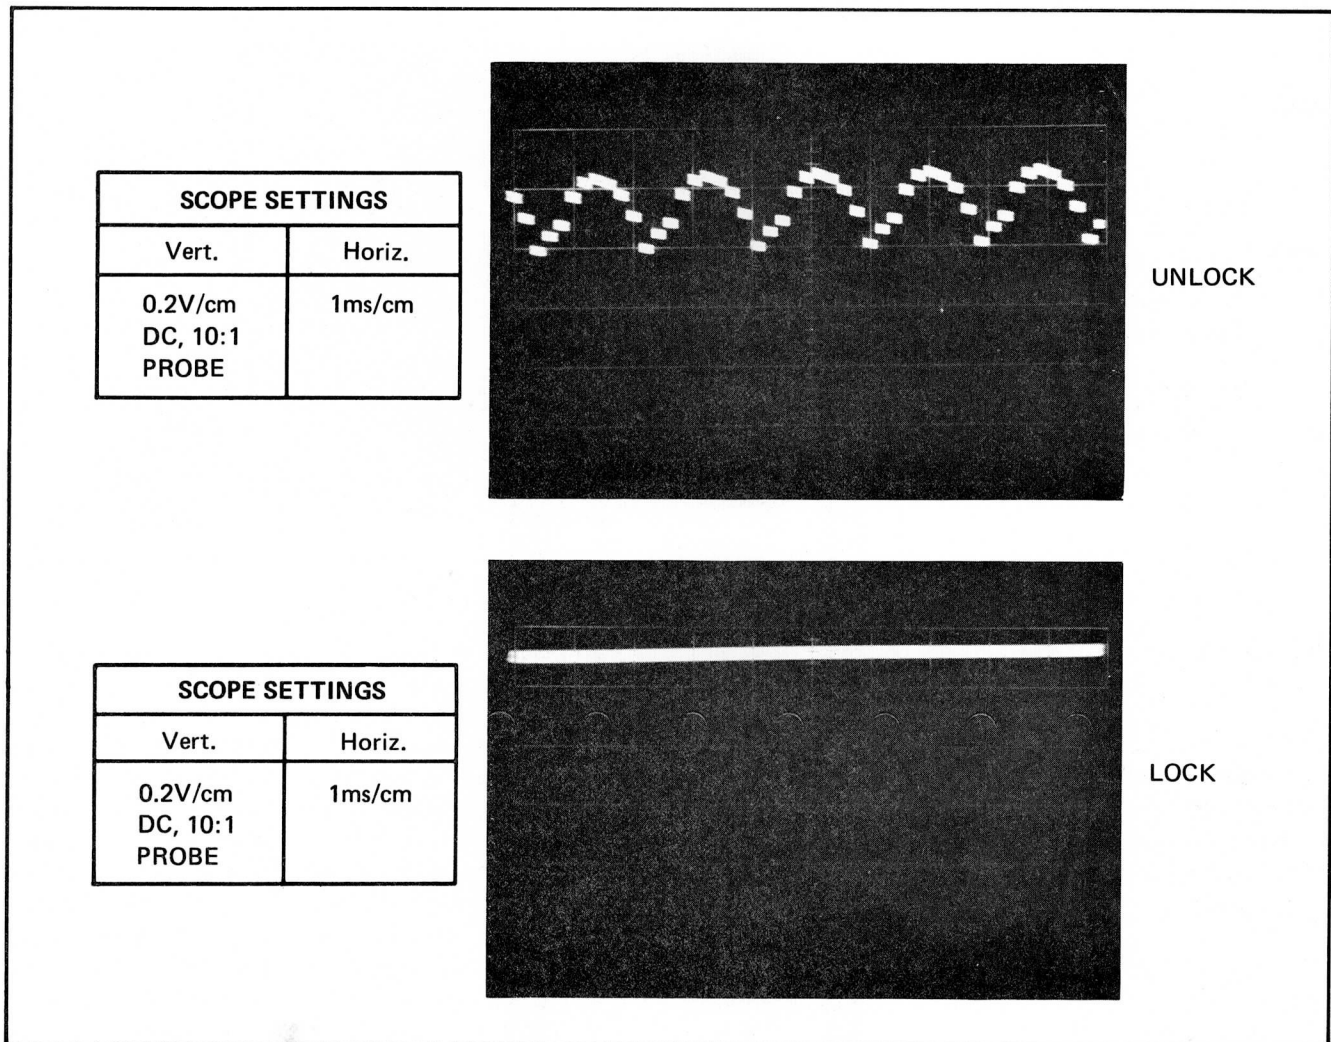 SCOPE SETTINGS
Vert. Horiz.
0.2V/cm 1ms/cm
DC, 10:1
PROBE
UNLOCK
SCOPE SETTINGS
Vert. Horiz.
0.2V/cm 1ms/cm
DC, 10:1
PROBE
LOCK